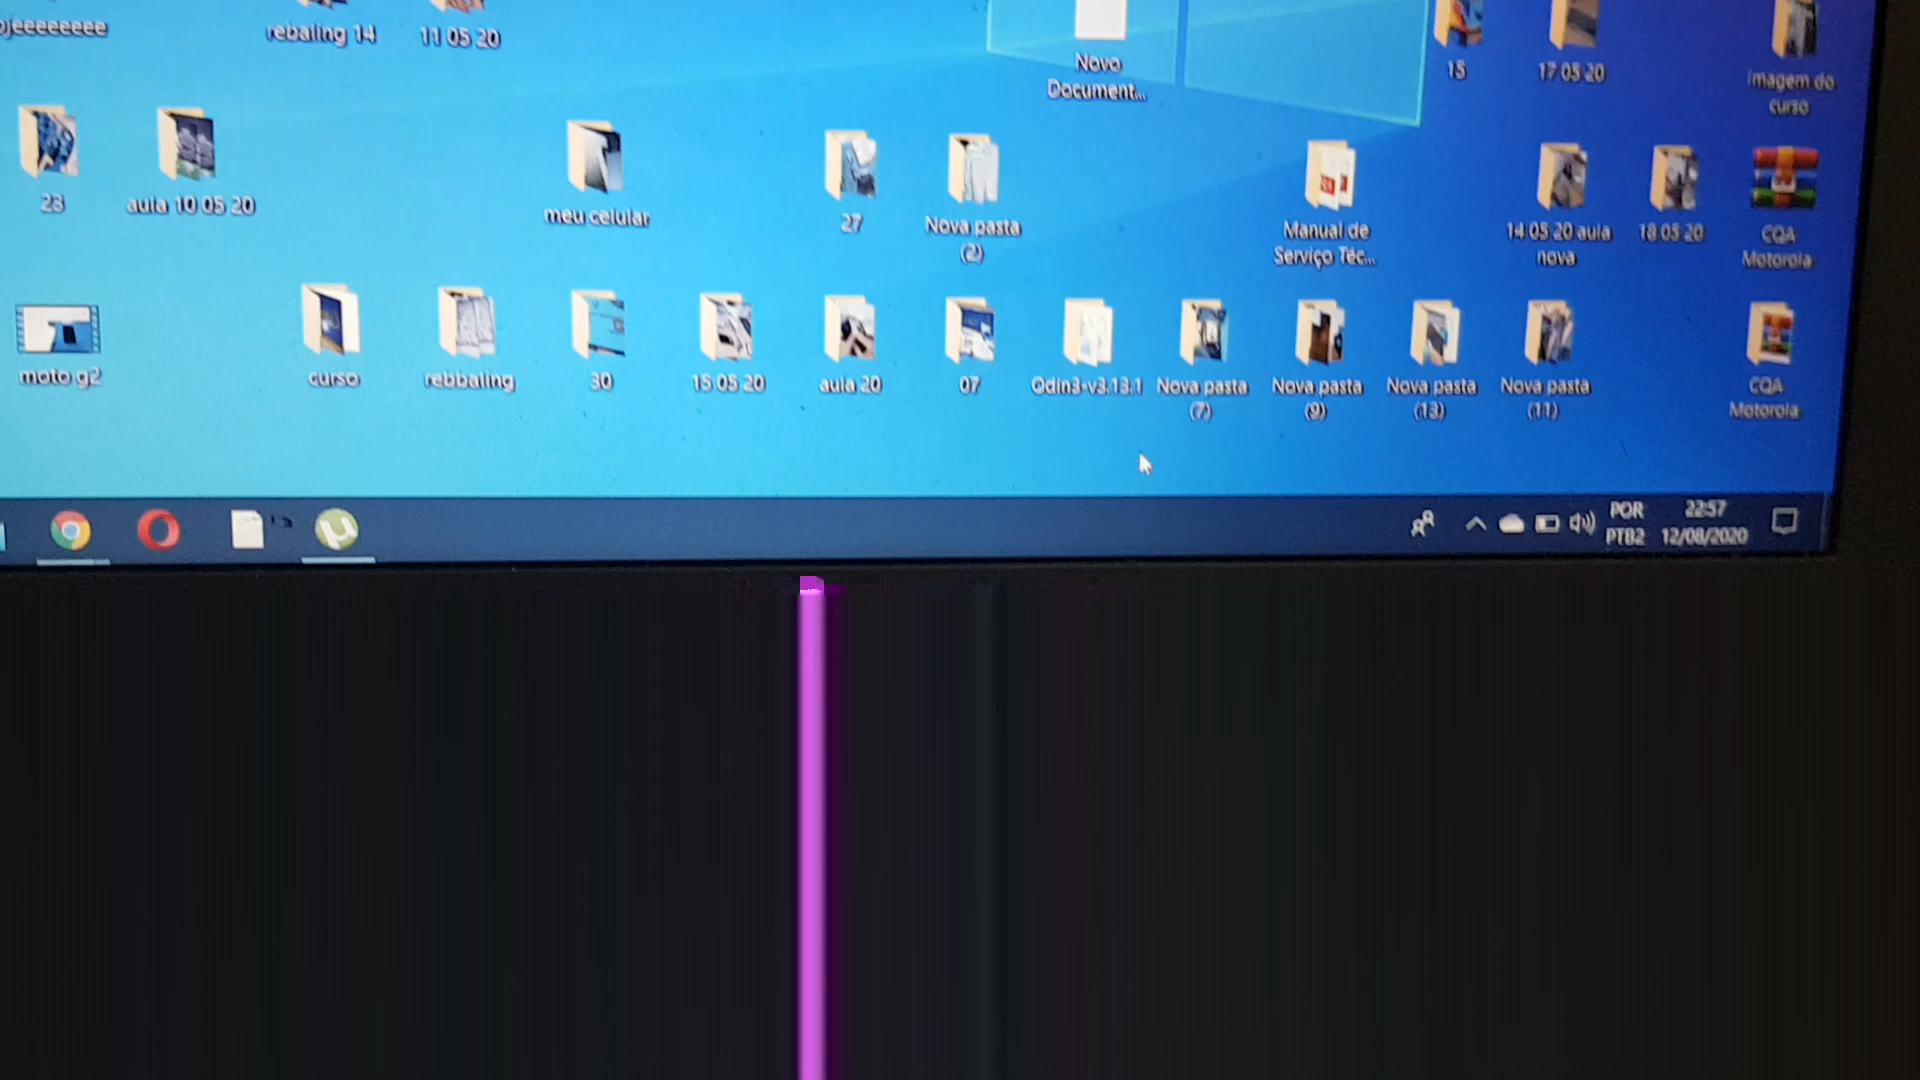 rebaling 14
11 05 20
Novo
Document...
15
17 05 20
imagem do
curso
23
aula 10 05 20
meu celular
27
Nova pasta
(2)
Manual de
Serviço Téc...
14 05 20 aula
nova
18 05 20
CQA
Motorola
moto g2
curso
rebbaling
30
15 05 20
aula 20
07
Odin3-v3.13.1
Nova pasta
(7)
Nova pasta
(9)
Nova pasta
(13)
Nova pasta
(11)
CQA
Motorola
POR
PTB2
22:57
12/08/2020